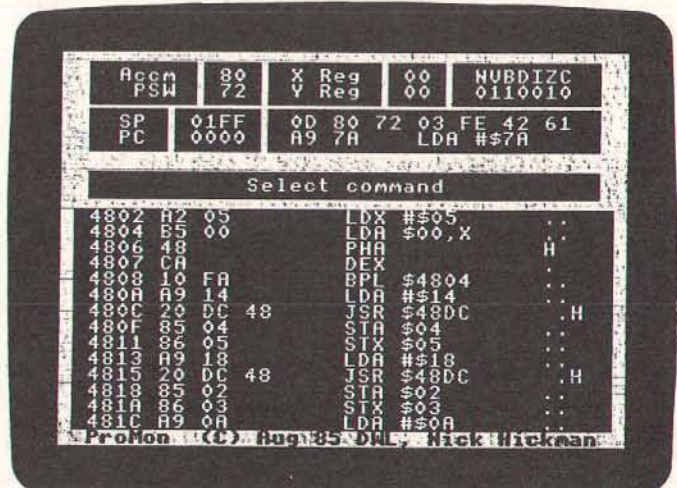 Accm 80 X Reg 00 NVBDIZC
PSW 72 Y Reg 00 0110010
SP 01FF 0D 80 72 03 FE 42 61
PC 0000 A9 7A LDA #$7A
Select command
4802 A2 05 LDX #$05 ..
4804 B5 00 LDA $00,X ..
4806 48 PHA H
4807 CA DEX .
4808 10 FA BPL $4804 ..
480A A9 14 LDA #$14 ..
480C 20 DC 48 JSR $48DC .H
480F 85 04 STA $04 ..
4811 86 05 STX $05 ..
4813 A9 18 LDA #$18 ..
4815 20 DC 48 JSR $48DC .H
4818 85 02 STA $02 ..
481A 86 03 STX $03 ..
481C A9 0A LDA #$0A ..
ProMon (C) Aug 85 DWL, Nick Hickman